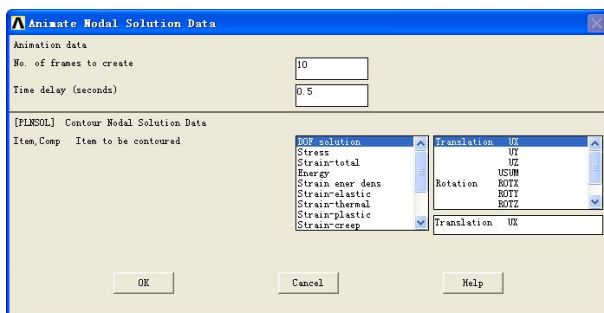 Animate Nodal Solution Data
Animation data
No. of frames to create 10
Time delay (seconds) 0.5
[PLNSOL] Contour Nodal Solution Data
Item,Comp Item to be contoured
DOF solution
Stress
Strain-total
Energy
Strain ener dens
Strain-elastic
Strain-thermal
Strain-plastic
Strain-creep
Translation UX
UY
UZ
USUM
Rotation ROTX
ROTY
ROTZ
Translation UX
OK Cancel Help